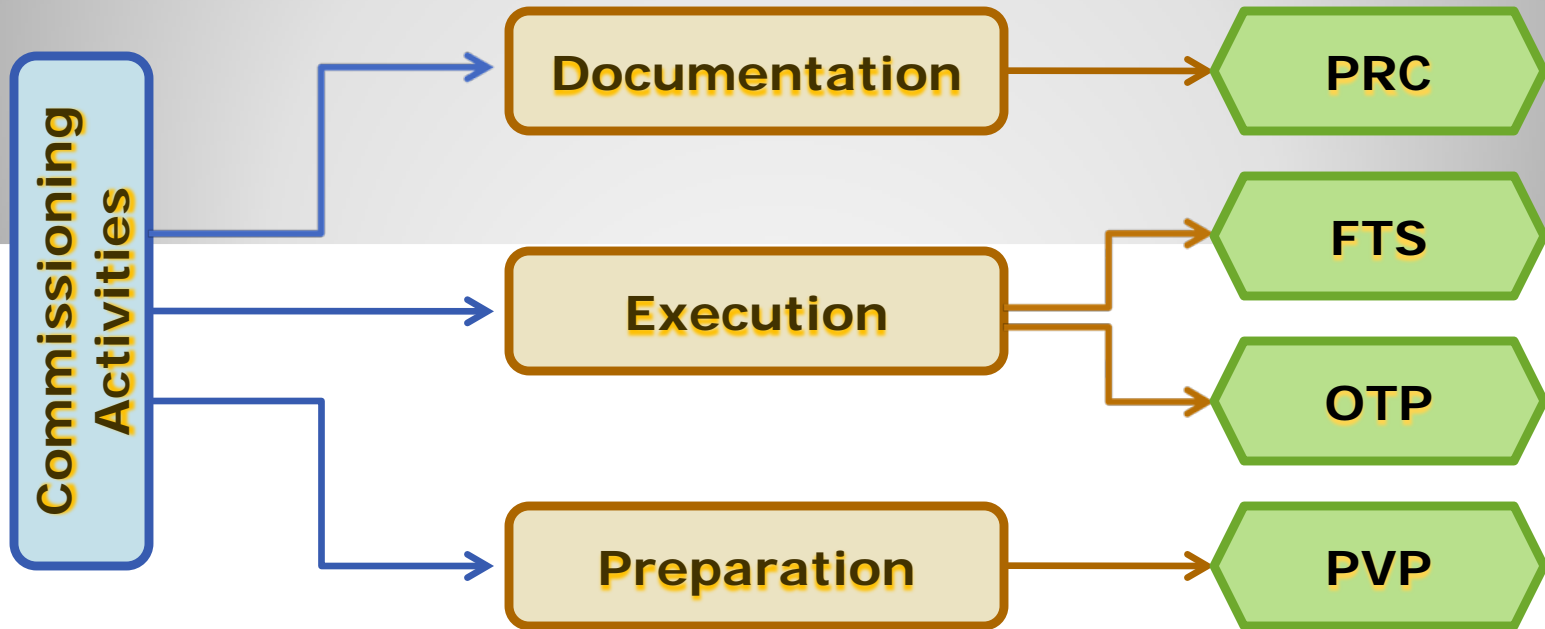 Commissioning
Activities
Documentation
PRC
Execution
FTS
OTP
Preparation
PVP